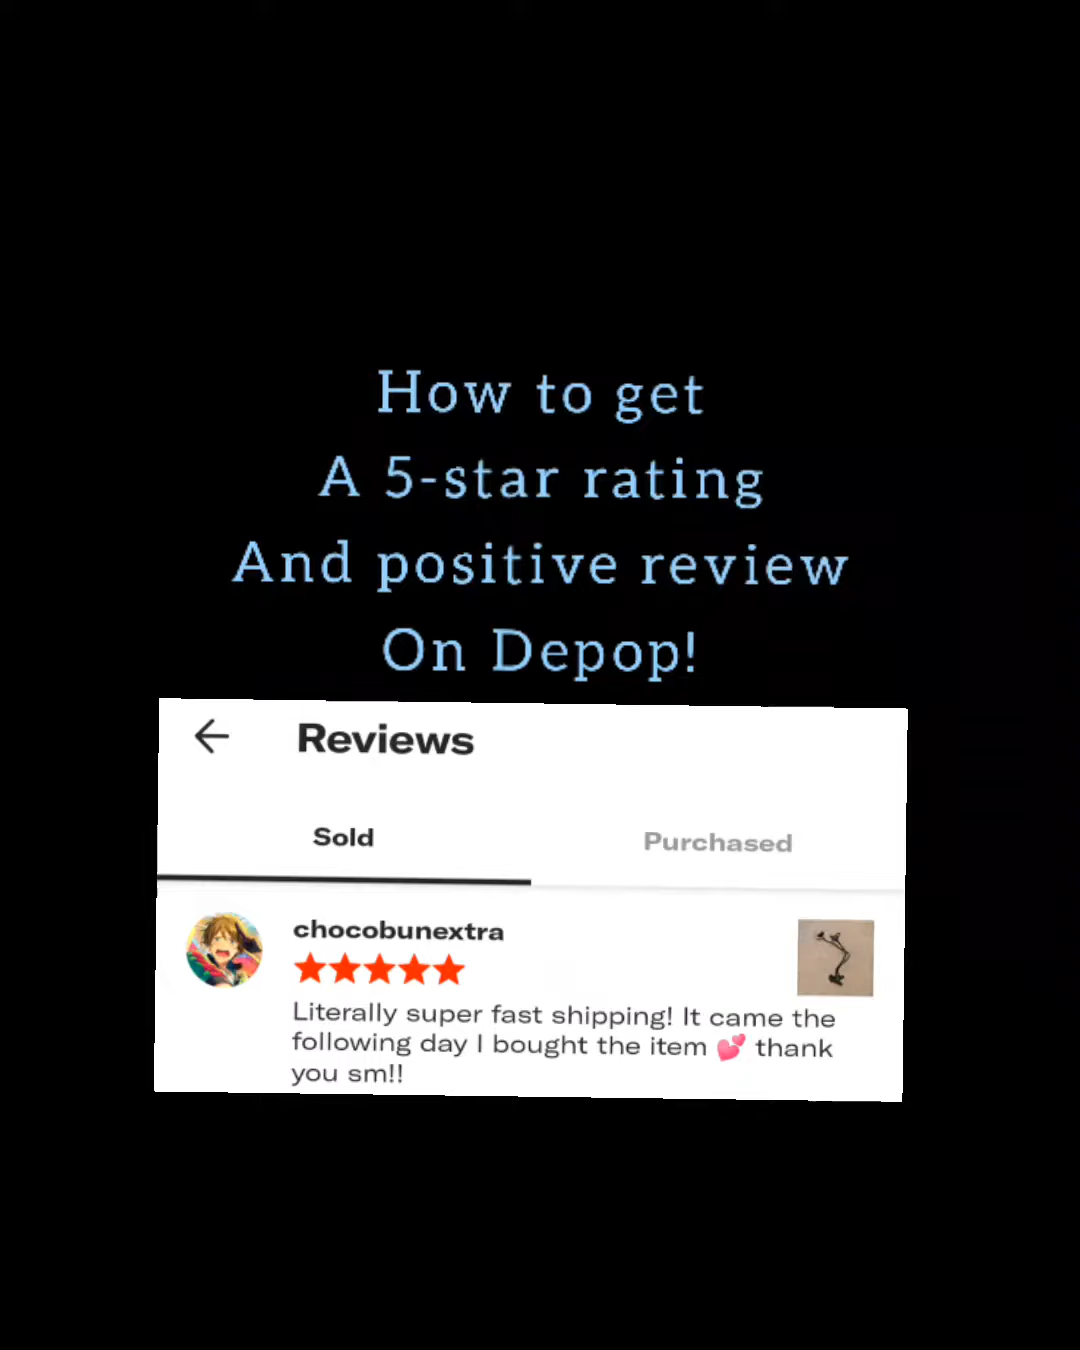 How to get
A 5-star rating
And positive review
On Depop!
Reviews
Sold
Purchased
chocobunextra
Literally super fast shipping! It came the
following day I bought the item 💕 thank
you sm!!